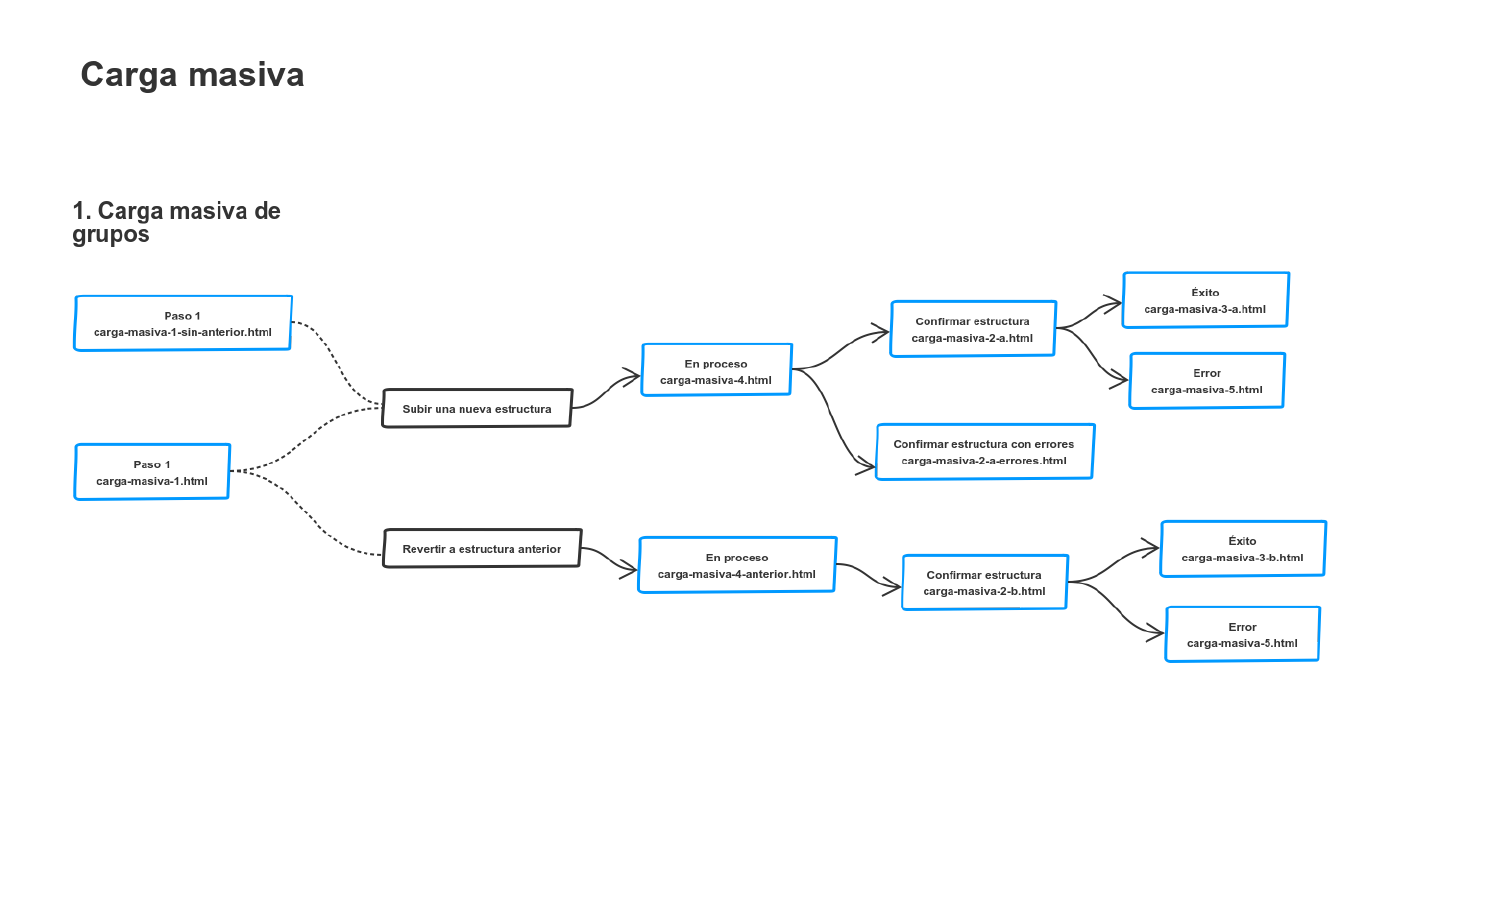 Carga masiva
1. Carga masiva de
grupos
Paso 1
carga-masiva-1-sin-anterior.html
Paso 1
carga-masiva-1.html
Subir una nueva estructura
Revertir a estructura anterior
En proceso
carga-masiva-4.html
En proceso
carga-masiva-4-anterior.html
Confirmar estructura
carga-masiva-2-a.html
Confirmar estructura con errores
carga-masiva-2-a-errores.html
Confirmar estructura
carga-masiva-2-b.html
Éxito
carga-masiva-3-a.html
Error
carga-masiva-5.html
Éxito
carga-masiva-3-b.html
Error
carga-masiva-5.html